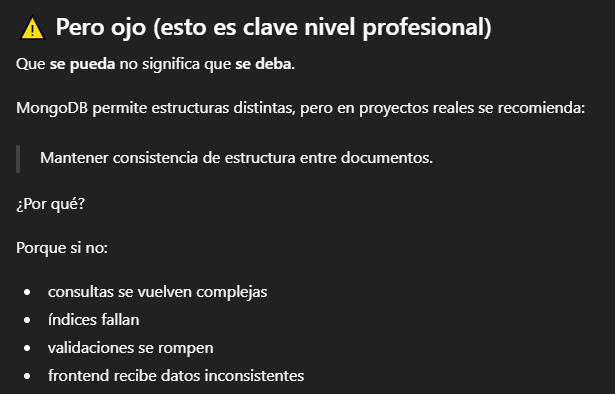 ⚠️ Pero ojo (esto es clave nivel profesional)
Que se pueda no significa que se deba.
MongoDB permite estructuras distintas, pero en proyectos reales se recomienda:
Mantener consistencia de estructura entre documentos.
¿Por qué?
Porque si no:
• consultas se vuelven complejas
• índices fallan
• validaciones se rompen
• frontend recibe datos inconsistentes